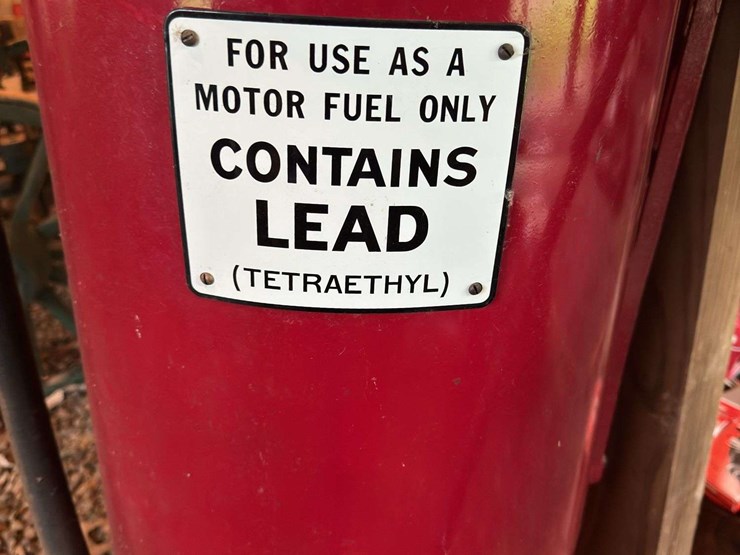 FOR USE AS A
MOTOR FUEL ONLY
CONTAINS
LEAD
(TETRAETHYL)